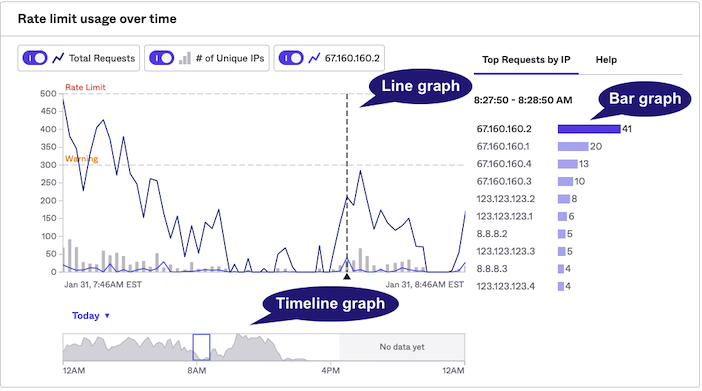 Rate limit usage over time
Total Requests
# of Unique IPs
67.160.160.2
Top Requests by IP
Help
Line graph
Rate Limit
8:27:50 - 8:28:50 AM
Bar graph
500
450
400
350
Warning
300
250
200
150
100
50
0
67.160.160.2 41
67.160.160.1 20
67.160.160.4 13
67.160.160.3 10
123.123.123.2 8
123.123.123.1 6
8.8.8.2 5
123.123.123.3 5
8.8.8.3 4
123.123.123.4 4
Jan 31, 7:46AM EST
Jan 31, 8:46AM EST
Timeline graph
Today
No data yet
12AM
8AM
4PM
12AM